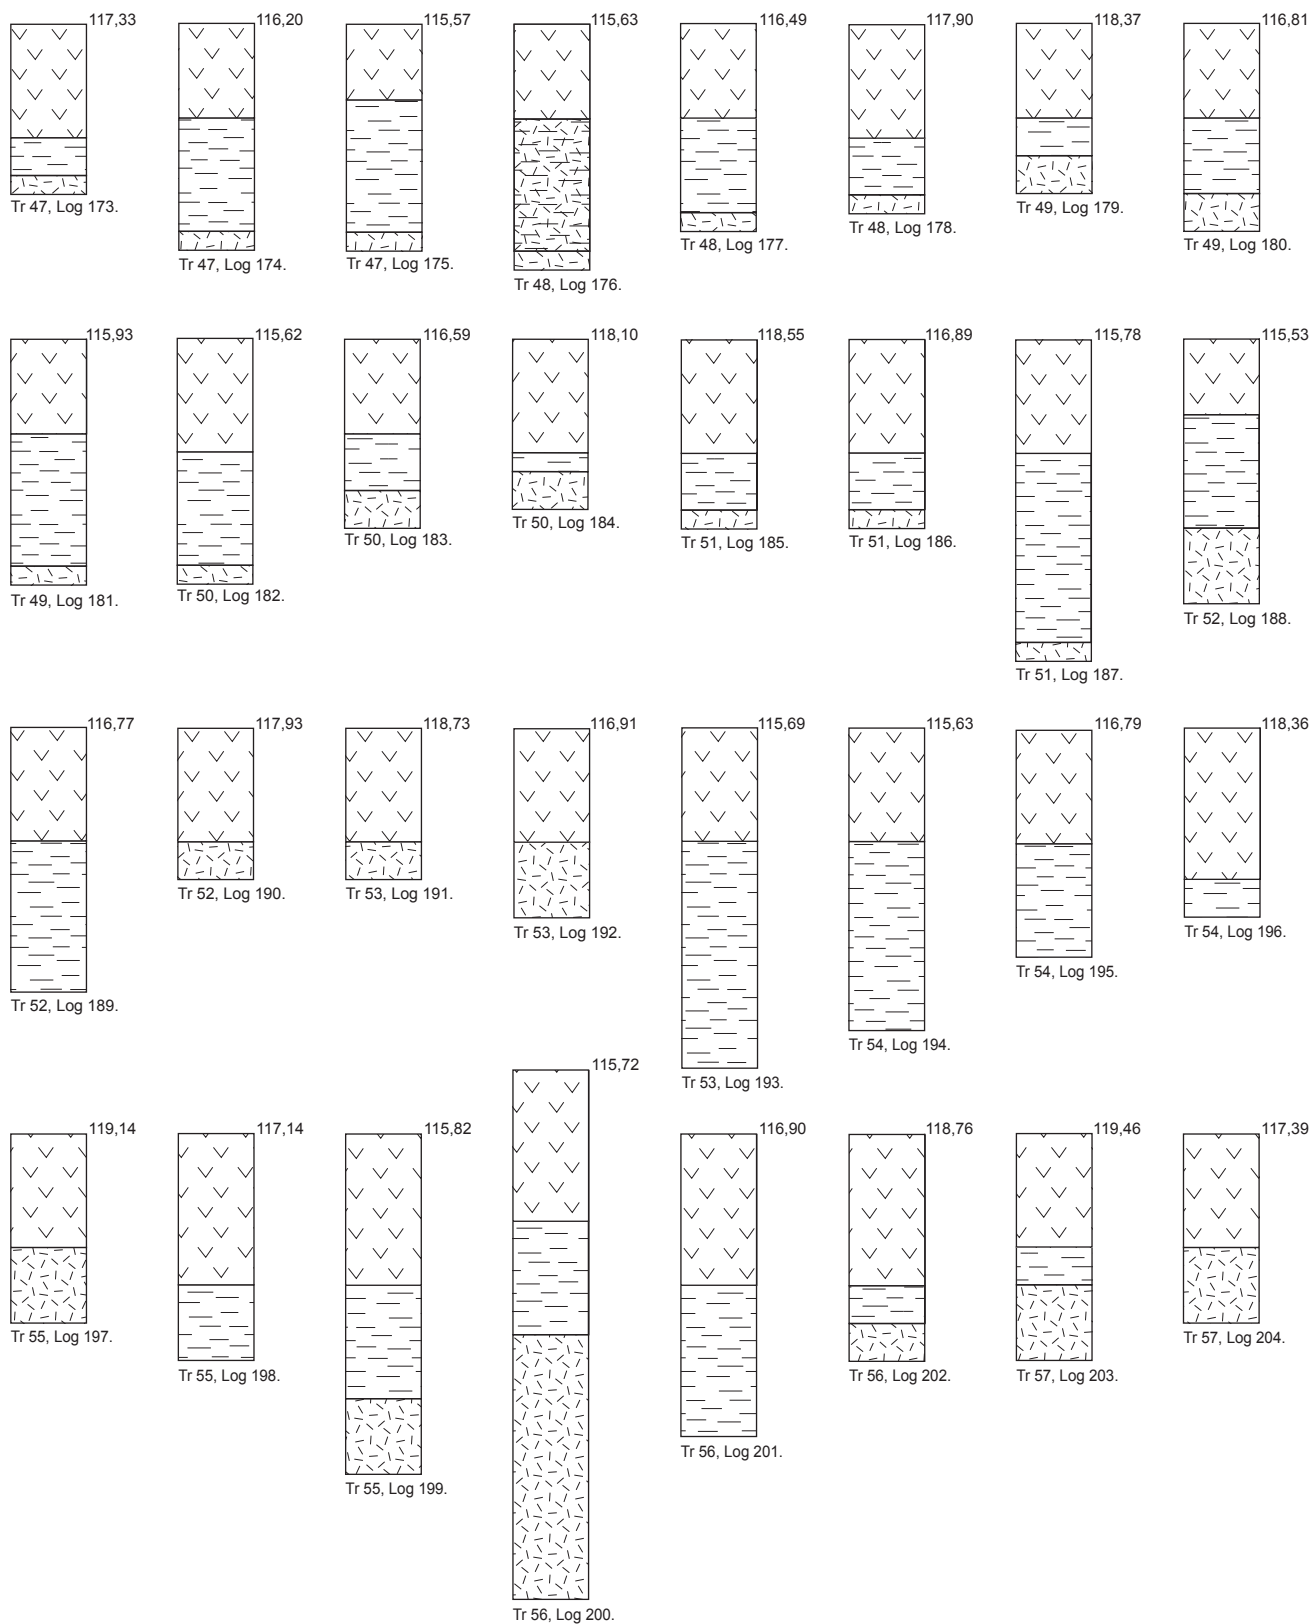 117,33
116,20
115,57
115,63
116,49
117,90
118,37
116,81
Tr 47, Log 173.
Tr 47, Log 174.
Tr 47, Log 175.
Tr 48, Log 176.
Tr 48, Log 177.
Tr 48, Log 178.
Tr 49, Log 179.
Tr 49, Log 180.
115,93
115,62
116,59
118,10
118,55
116,89
115,78
115,53
Tr 49, Log 181.
Tr 50, Log 182.
Tr 50, Log 183.
Tr 50, Log 184.
Tr 51, Log 185.
Tr 51, Log 186.
Tr 51, Log 187.
Tr 52, Log 188.
116,77
117,93
118,73
116,91
115,69
115,63
116,79
118,36
Tr 52, Log 189.
Tr 52, Log 190.
Tr 53, Log 191.
Tr 53, Log 192.
Tr 53, Log 193.
Tr 54, Log 194.
Tr 54, Log 195.
Tr 54, Log 196.
119,14
117,14
115,82
115,72
116,90
118,76
119,46
117,39
Tr 55, Log 197.
Tr 55, Log 198.
Tr 55, Log 199.
Tr 56, Log 200.
Tr 56, Log 201.
Tr 56, Log 202.
Tr 57, Log 203.
Tr 57, Log 204.